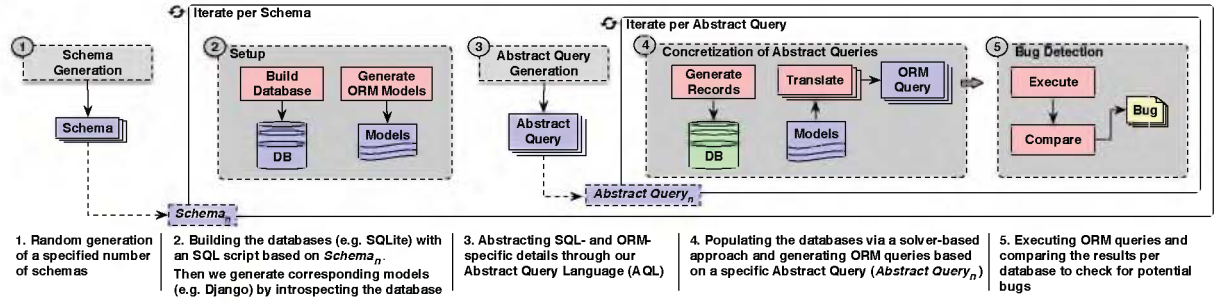 Iterate per Schema
Iterate per Abstract Query
1
Schema
Generation
Schema
2
Setup
Build
Database
Generate
ORM Models
DB
Models
3
Abstract Query
Generation
Abstract
Query
4
Concretization of Abstract Queries
Generate
Records
Translate
ORM
Query
DB
Models
5
Bug Detection
Execute
Compare
Bug
Schemaₙ
Abstract Queryₙ
1. Random generation
of a specified number
of schemas
2. Building the databases (e.g. SQLite) with
an SQL script based on Schemaₙ.
Then we generate corresponding models
(e.g. Django) by introspecting the database
3. Abstracting SQL- and ORM-
specific details through our
Abstract Query Language (AQL)
4. Populating the databases via a solver-based
approach and generating ORM queries based
on a specific Abstract Query (Abstract Queryₙ)
5. Executing ORM queries and
comparing the results per
database to check for potential
bugs